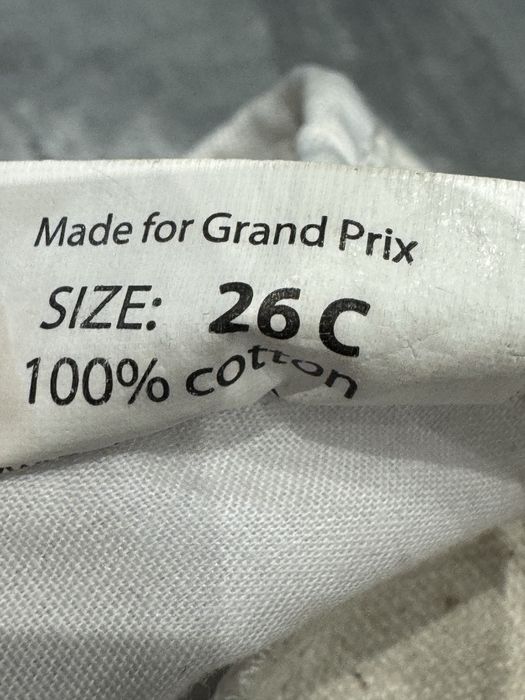 Made for Grand Prix
SIZE: 26 C
100% cotton